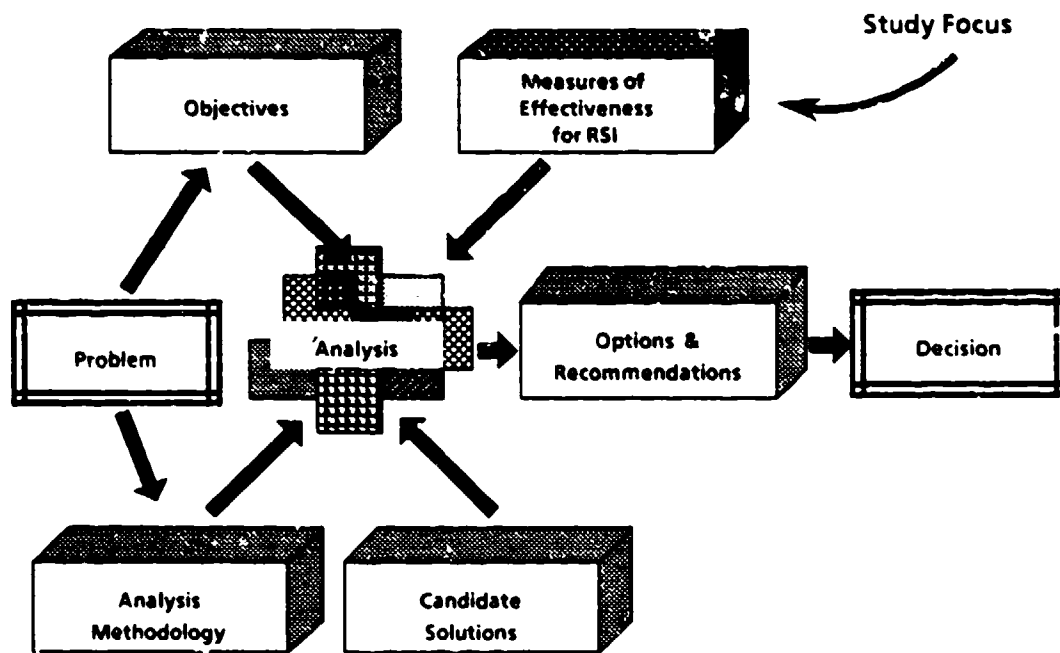 Study Focus
Objectives
Measures of
Effectiveness
for RSI
Problem
Analysis
Options &
Recommendations
Decision
Analysis
Methodology
Candidate
Solutions